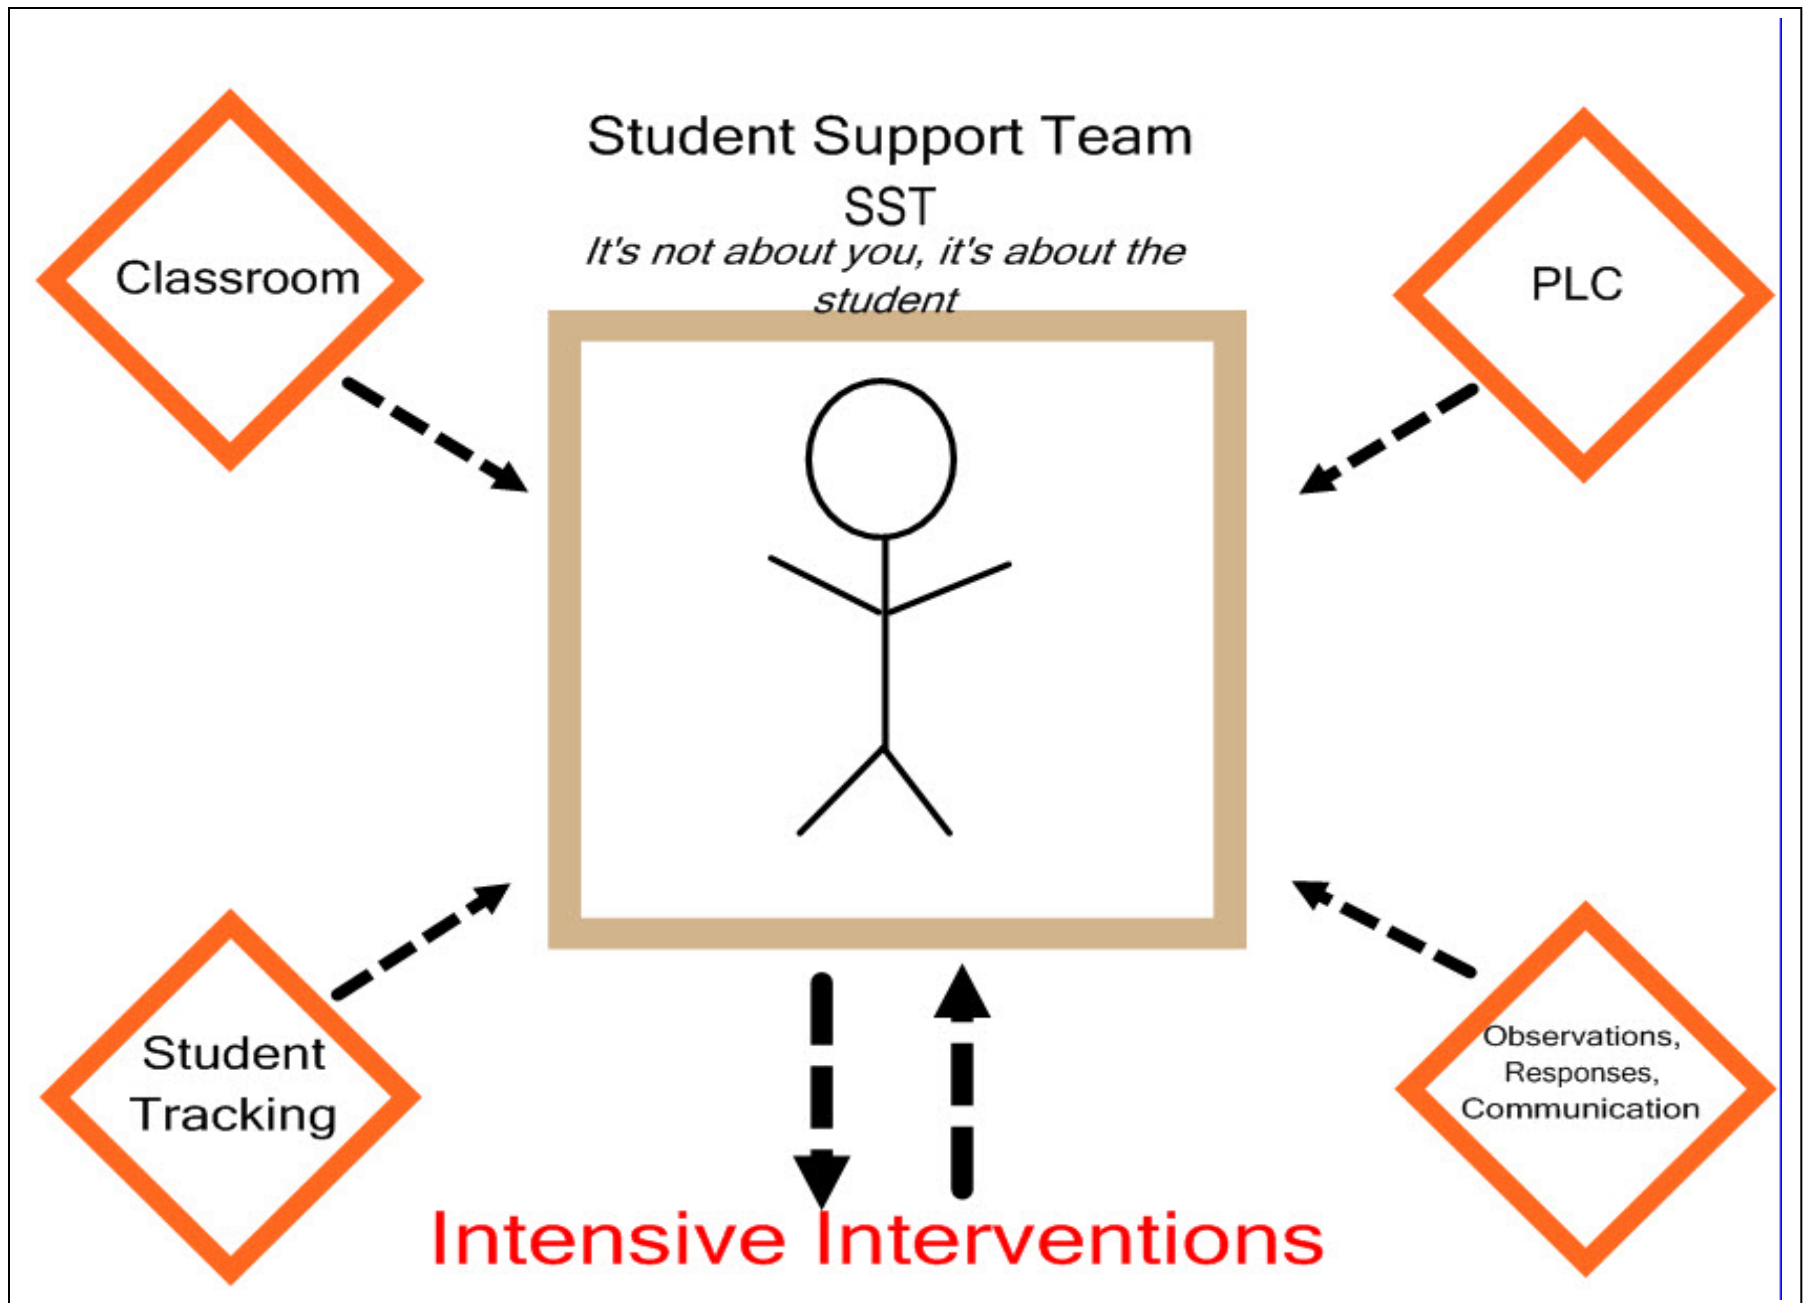 Student Support Team
SST
It's not about you, it's about the
student
Classroom
PLC
Student
Tracking
Observations,
Responses,
Communication
Intensive Interventions